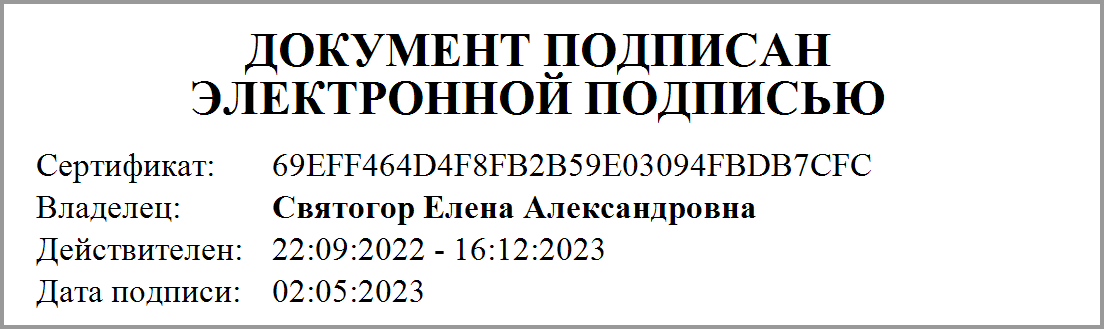 ДОКУМЕНТ ПОДПИСАН
ЭЛЕКТРОННОЙ ПОДПИСЬЮ
Сертификат: 69EFF464D4F8FB2B59E03094FBDB7CFC
Владелец: Святогор Елена Александровна
Действителен: 22:09:2022 - 16:12:2023
Дата подписи: 02:05:2023